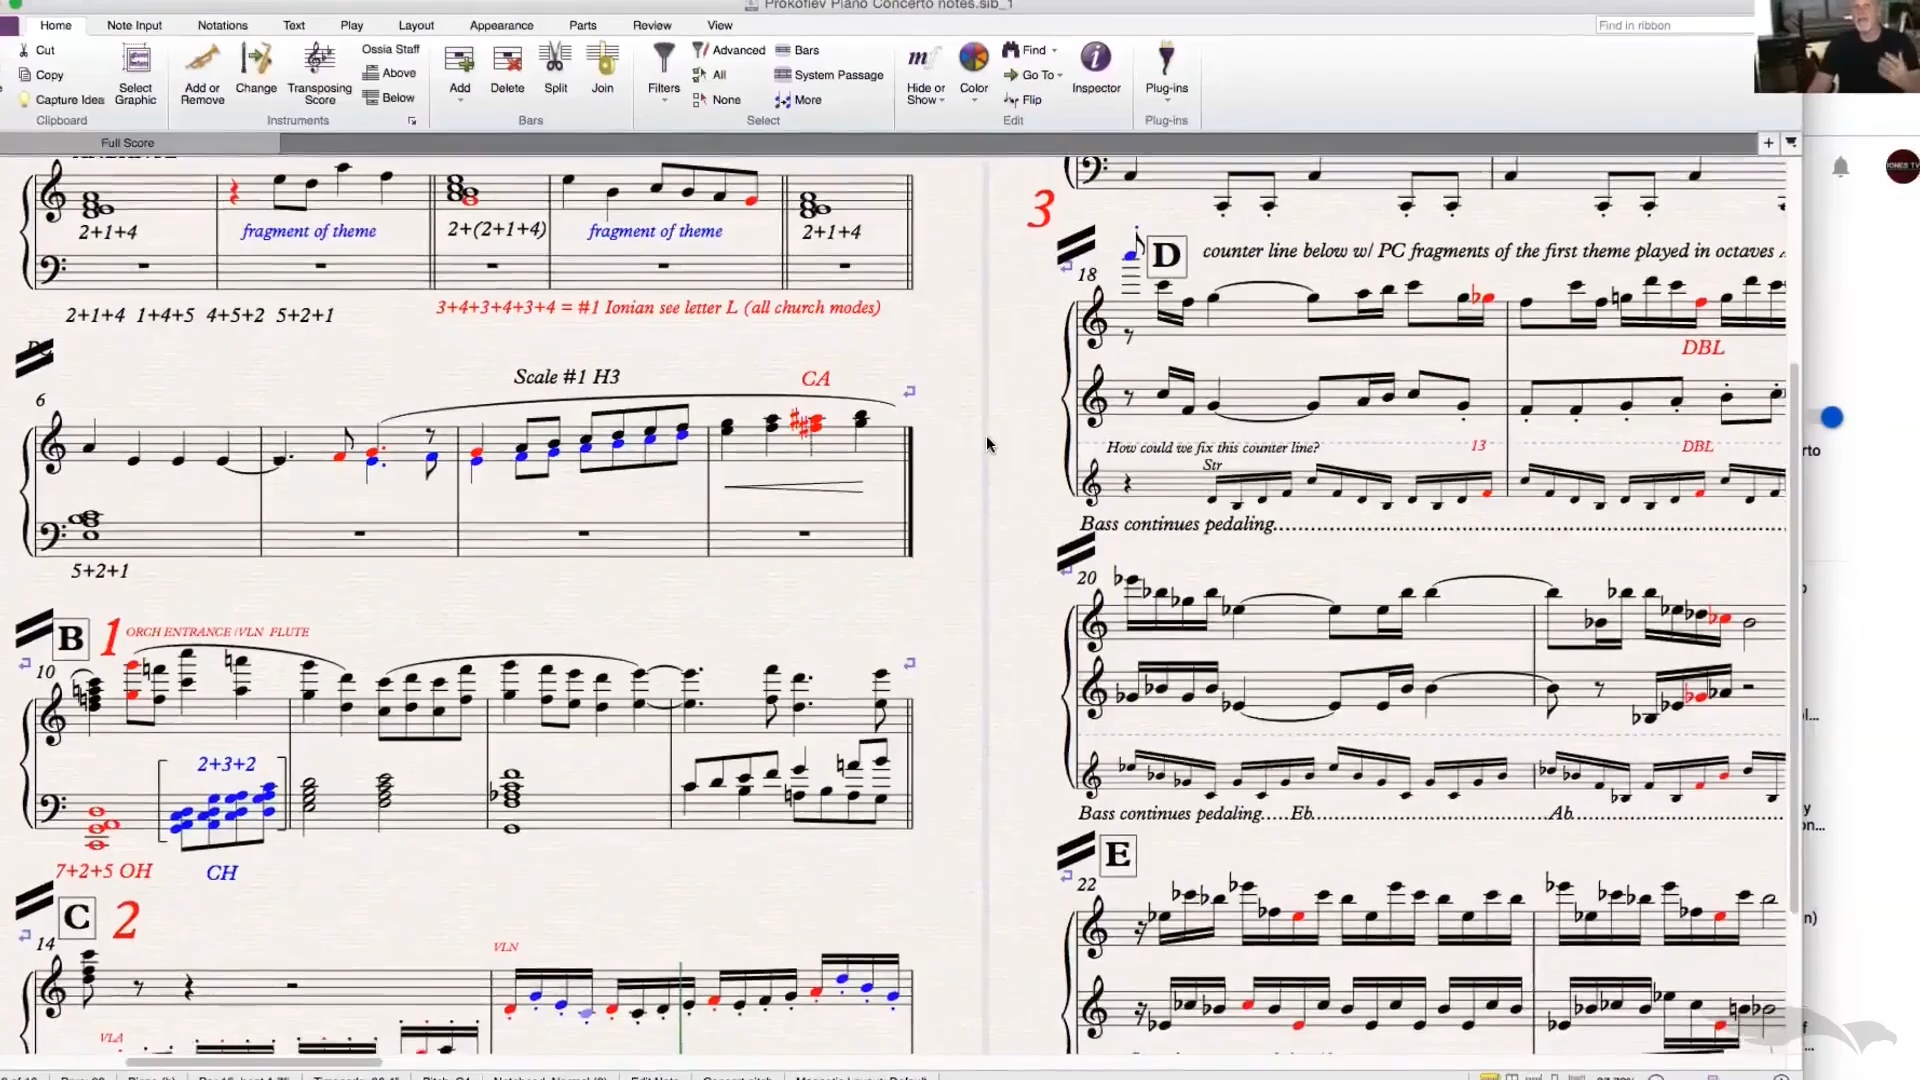 Prokofiev Piano Concerto notes.sib_1
Home Note Input Notations Text Play Layout Appearance Parts Review View
Find in ribbon
Cut
Copy
Capture Idea
Select Graphic
Clipboard
Add or Remove
Change
Transposing Score
Ossia Staff
Above
Below
Instruments
Add
Delete
Split
Join
Bars
Filters
Advanced
All
None
Bars
System Passage
More
Select
Hide or Show
Color
Find
Go To
Flip
Inspector
Edit
Plug-ins
Plug-ins
Full Score
2+1+4
fragment of theme
2+(2+1+4)
fragment of theme
2+1+4
2+1+4 1+4+5 4+5+2 5+2+1
3+4+3+4+3+4 = #1 Ionian see letter L (all church modes)
6
Scale #1 H3
CA
5+2+1
B
1
ORCH ENTRANCE (VLN FLUTE
10
2+3+2
7+2+5 OH
CH
C
2
14
VLN
VLA
3
D
counter line below w/ PC fragments of the first theme played in octaves
18
DBL
How could we fix this counter line?
13
DBL
Str
Bass continues pedaling
20
Bass continues pedaling.....Eb
Ab
E
22